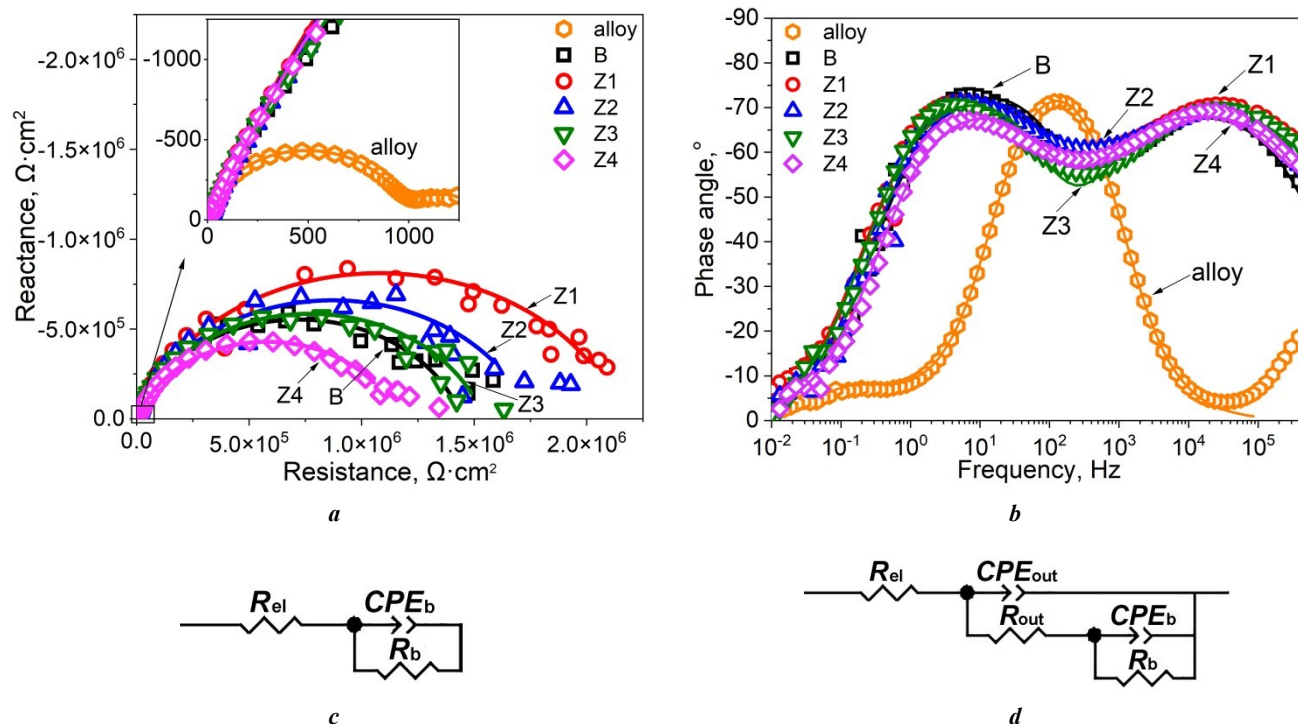 Reactance, Ω·cm²
-2.0×10⁶
-1.5×10⁶
-1.0×10⁶
-5.0×10⁵
0.0
-1000
-500
0
0
500
1000
alloy
alloy
B
Z1
Z2
Z3
Z4
Z1
Z2
Z4
B
Z3
0.0
5.0×10⁵
1.0×10⁶
1.5×10⁶
2.0×10⁶
Resistance, Ω·cm²
a
Phase angle,°
-90
-80
-70
-60
-50
-40
-30
-20
-10
0
alloy
B
Z1
Z2
Z3
Z4
B
Z2
Z1
Z4
Z3
alloy
10⁻²
10⁻¹
10⁰
10¹
10²
10³
10⁴
10⁵
Frequency, Hz
b
Rel
CPEb
Rb
c
Rel
CPEout
Rout
CPEb
Rb
d